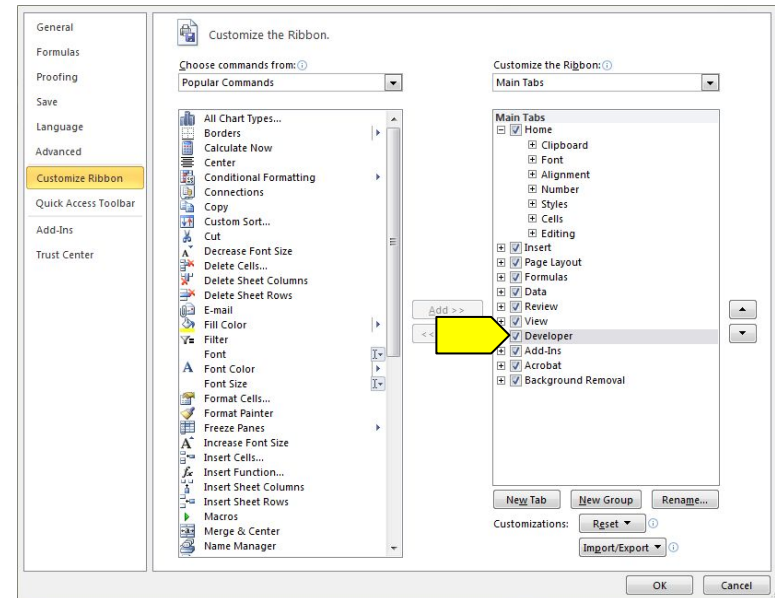 General
Formulas
Proofing
Save
Language
Advanced
Customize Ribbon
Quick Access Toolbar
Add-Ins
Trust Center
Customize the Ribbon.
Choose commands from:
Popular Commands
All Chart Types...
Borders
Calculate Now
Center
Conditional Formatting
Connections
Copy
Custom Sort...
Cut
Decrease Font Size
Delete Cells...
Delete Sheet Columns
Delete Sheet Rows
E-mail
Fill Color
Filter
Font
Font Color
Font Size
Format Cells...
Format Painter
Freeze Panes
Increase Font Size
Insert Cells...
Insert Function...
Insert Sheet Columns
Insert Sheet Rows
Macros
Merge & Center
Name Manager
Add >>
<<
Customize the Ribbon:
Main Tabs
Main Tabs
Home
Clipboard
Font
Alignment
Number
Styles
Cells
Editing
Insert
Page Layout
Formulas
Data
Review
View
Developer
Add-Ins
Acrobat
Background Removal
New Tab New Group Rename...
Customizations: Reset
Import/Export
OK Cancel